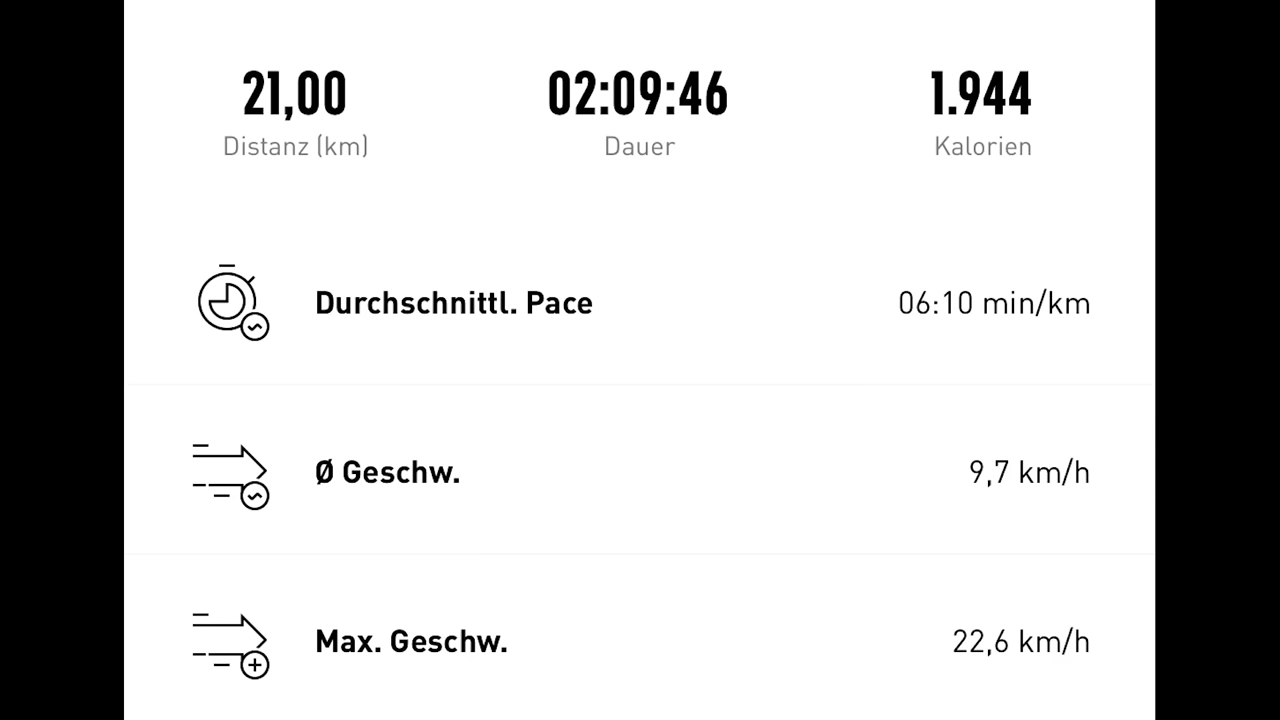 21,00 02:09:46 1.944
Distanz (km) Dauer Kalorien
Durchschnittl. Pace 06:10 min/km
Ø Geschw. 9,7 km/h
Max. Geschw. 22,6 km/h